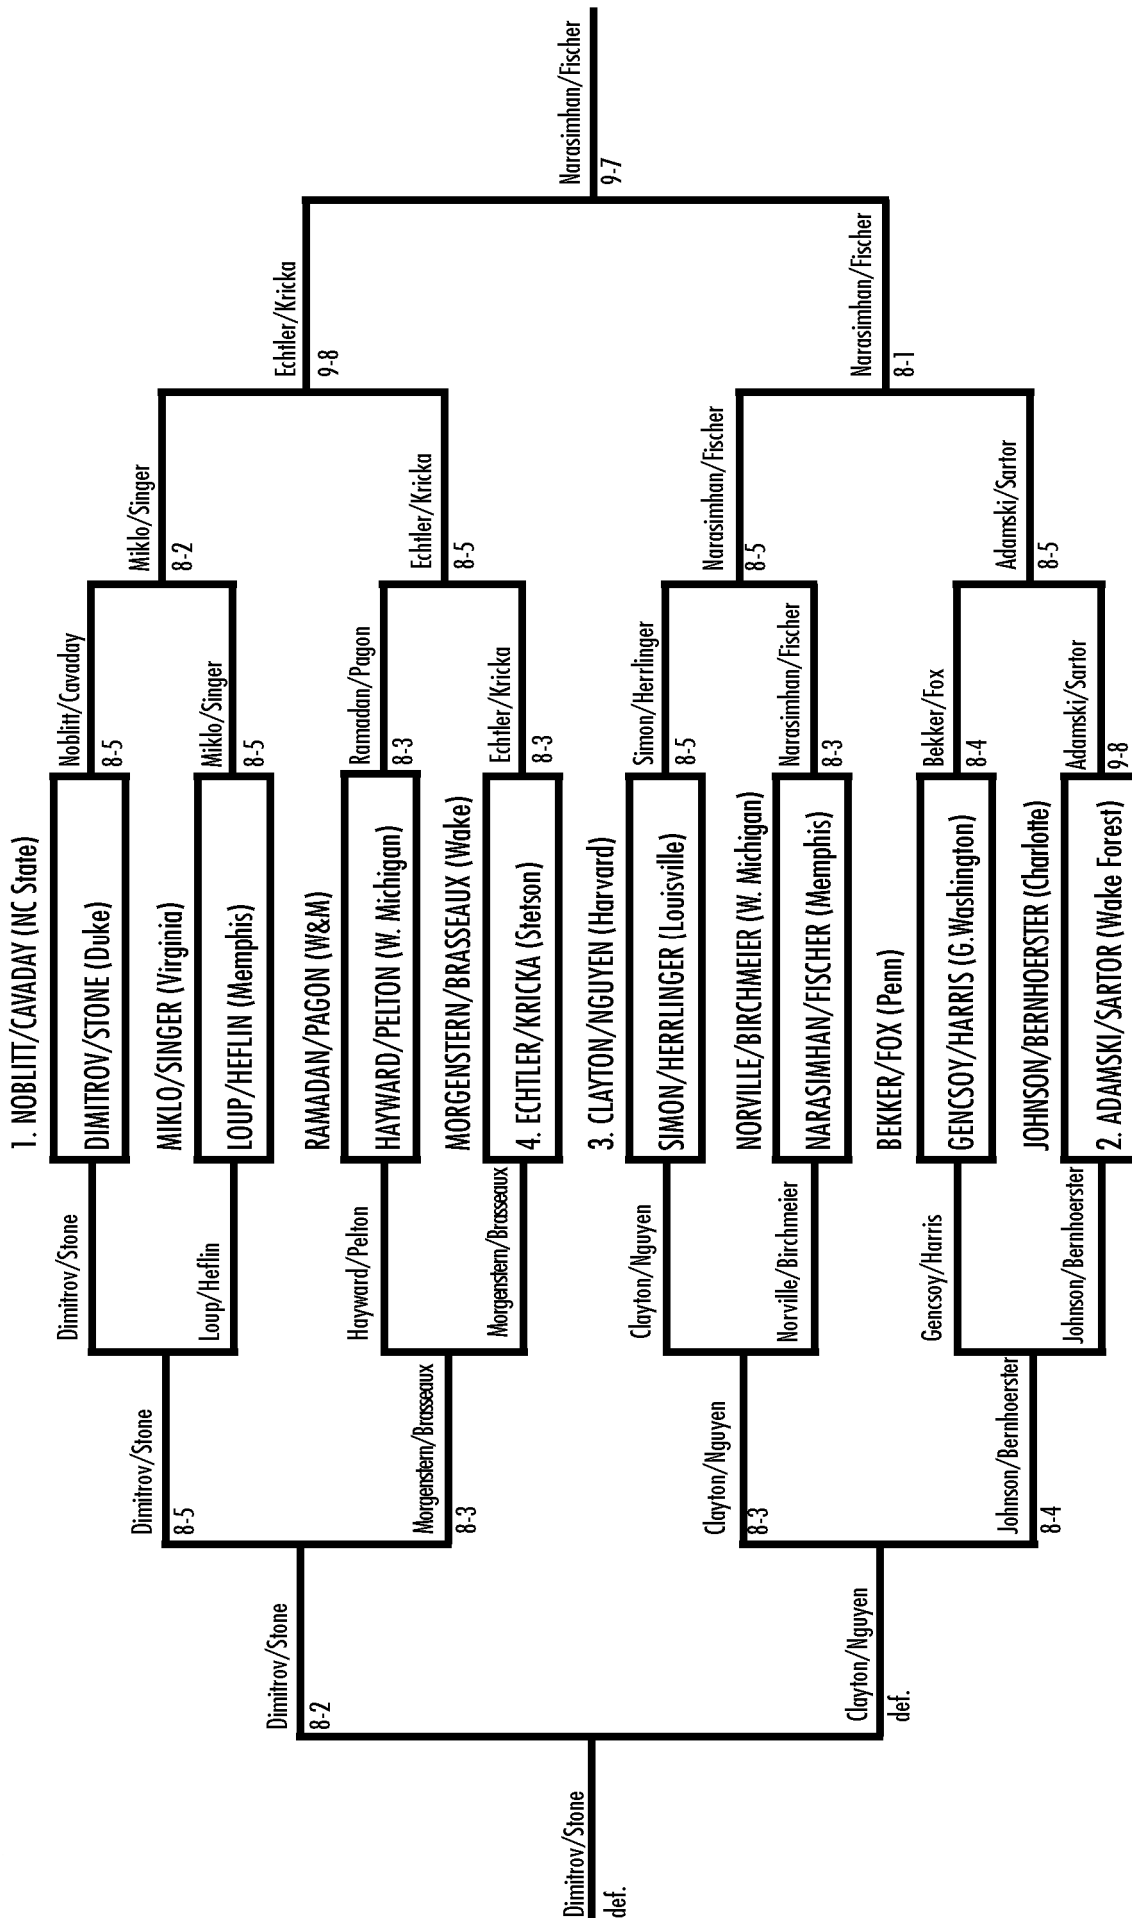 1. NOBLITT/CAVADAY (NC State)
DIMITROV/STONE (Duke)
MIKLO/SINGER (Virginia)
LOUP/HEFLIN (Memphis)
RAMADAN/PAGON (W&M)
HAYWARD/PELTON (W. Michigan)
MORGENSTERN/BRASSEAUX (Wake)
4. ECHTLER/KRICKA (Stetson)
3. CLAYTON/NGUYEN (Harvard)
SIMON/HERRLINGER (Louisville)
NORVILLE/BIRCHMEIER (W. Michigan)
NARASIMHAN/FISCHER (Memphis)
BEKKER/FOX (Penn)
GENCSOY/HARRIS (G.Washington)
JOHNSON/BERNHOERSTER (Charlotte)
2. ADAMSKI/SARTOR (Wake Forest)
Noblitt/Cavaday
8-5
Miklo/Singer
8-5
Ramadan/Pagon
8-3
Echtler/Kricka
8-3
Simon/Herrlinger
8-5
Narasimhan/Fischer
8-3
Bekker/Fox
8-4
Adamski/Sartor
9-8
Miklo/Singer
8-2
Echtler/Kricka
8-5
Narasimhan/Fischer
8-5
Adamski/Sartor
8-5
Echtler/Kricka
9-8
Narasimhan/Fischer
8-1
Narasimhan/Fischer
9-7
Dimitrov/Stone
Loup/Heflin
Hayward/Pelton
Morgenstern/Brasseaux
Clayton/Nguyen
Norville/Birchmeier
Gencsoy/Harris
Johnson/Bernhoerster
Dimitrov/Stone
8-5
Morgenstern/Brasseaux
8-3
Clayton/Nguyen
8-3
Johnson/Bernhoerster
8-4
Dimitrov/Stone
8-2
Clayton/Nguyen
def.
Dimitrov/Stone
def.